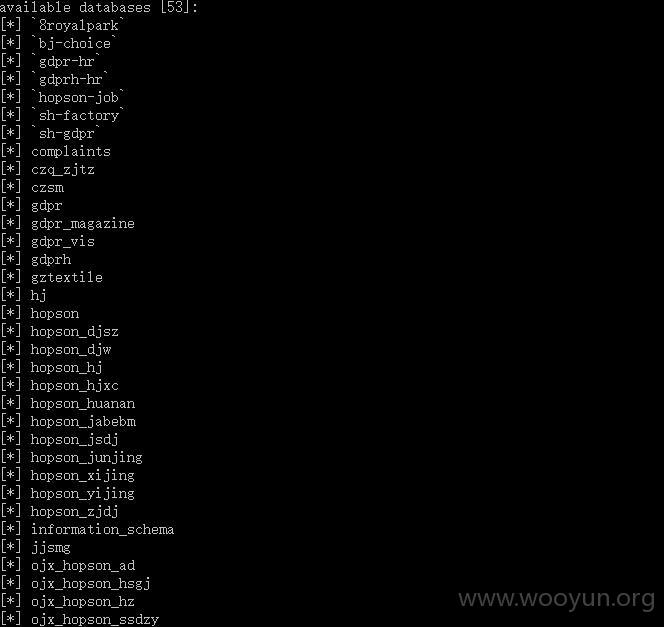 available databases [53]:
[*] `8royalpark`
[*] `bj-choice`
[*] `gdpr-hr`
[*] `gdprh-hr`
[*] `hopson-job`
[*] `sh-factory`
[*] `sh-gdpr`
[*] complaints
[*] czq_zjtz
[*] czsm
[*] gdpr
[*] gdpr_magazine
[*] gdpr_vis
[*] gdprh
[*] gztextile
[*] hj
[*] hopson
[*] hopson_djsz
[*] hopson_djw
[*] hopson_hj
[*] hopson_hjxc
[*] hopson_huanan
[*] hopson_jabebm
[*] hopson_jsdj
[*] hopson_junjing
[*] hopson_xijing
[*] hopson_yijing
[*] hopson_zjdj
[*] information_schema
[*] jjsmg
[*] ojx_hopson_ad
[*] ojx_hopson_hsgj
[*] ojx_hopson_hz
[*] ojx_hopson_ssdzy
www.wooyun.org